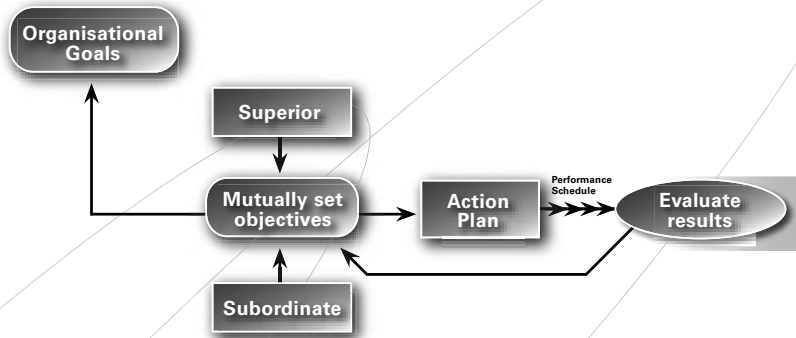 Organisational
Goals
Superior
Mutually set
objectives
Action
Plan
Performance
Schedule
Evaluate
results
Subordinate